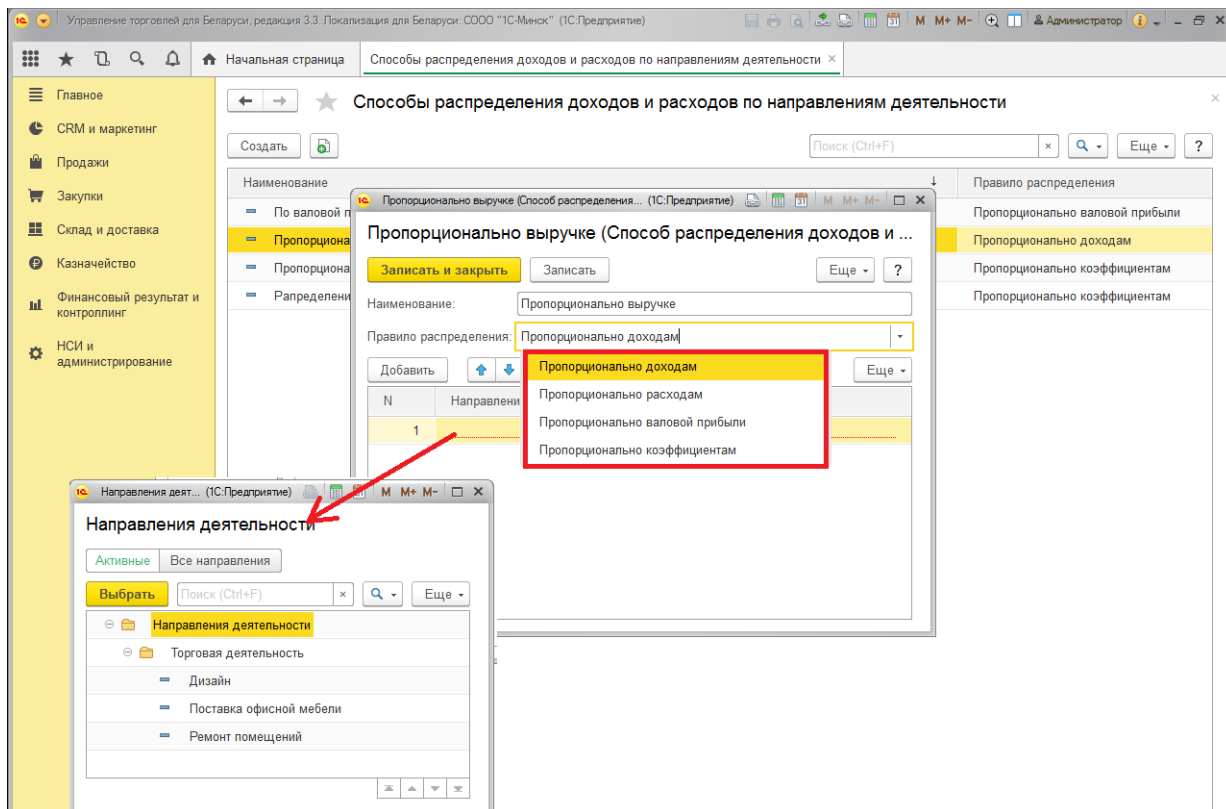 Управление торговлей для Беларуси, редакция 3.3. Локализация для Беларуси: СООО "1С-Минск" (1С:Предприятие)
M M+ M-
Администратор
Начальная страница
Способы распределения доходов и расходов по направлениям деятельности ×
Главное
CRM и маркетинг
Продажи
Закупки
Склад и доставка
Казначейство
Финансовый результат и
контроллинг
НСИ и
администрирование
Способы распределения доходов и расходов по направлениям деятельности
Создать
Поиск (Ctrl+F)
×
Еще
?
Наименование
↓
Правило распределения
По валовой п
Пропорционально валовой прибыли
Пропорциона
Пропорционально доходам
Пропорциона
Пропорционально коэффициентам
Рапределени
Пропорционально коэффициентам
Пропорционально выручке (Способ распределения... (1С:Предприятие)
M M+ M-
Пропорционально выручке (Способ распределения доходов и ...
Записать и закрыть
Записать
Еще
?
Наименование:
Пропорционально выручке
Правило распределения:
Пропорционально доходам
Добавить
Еще
Пропорционально доходам
Пропорционально расходам
Пропорционально валовой прибыли
Пропорционально коэффициентам
N
Направлени
1
Направления деят... (1С:Предприятие)
M M+ M-
Направления деятельности
Активные
Все направления
Выбрать
Поиск (Ctrl+F)
×
Еще
Направления деятельности
Торговая деятельность
Дизайн
Поставка офисной мебели
Ремонт помещений